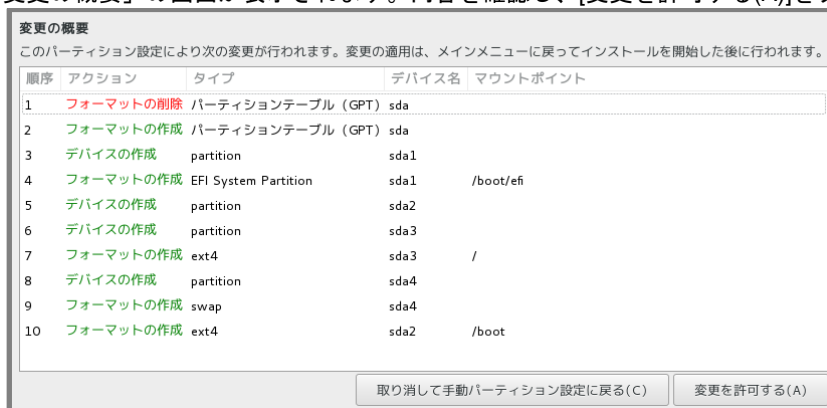 変更の概要
このパーティション設定により次の変更が行われます。変更の適用は、メインメニューに戻ってインストールを開始した後に行われます。
順序 アクション タイプ デバイス名 マウントポイント
1 フォーマットの削除 パーティションテーブル (GPT) sda
2 フォーマットの作成 パーティションテーブル (GPT) sda
3 デバイスの作成 partition sda1
4 フォーマットの作成 EFI System Partition sda1 /boot/efi
5 デバイスの作成 partition sda2
6 デバイスの作成 partition sda3
7 フォーマットの作成 ext4 sda3 /
8 デバイスの作成 partition sda4
9 フォーマットの作成 swap sda4
10 フォーマットの作成 ext4 sda2 /boot
取り消して手動パーティション設定に戻る(C) 変更を許可する(A)